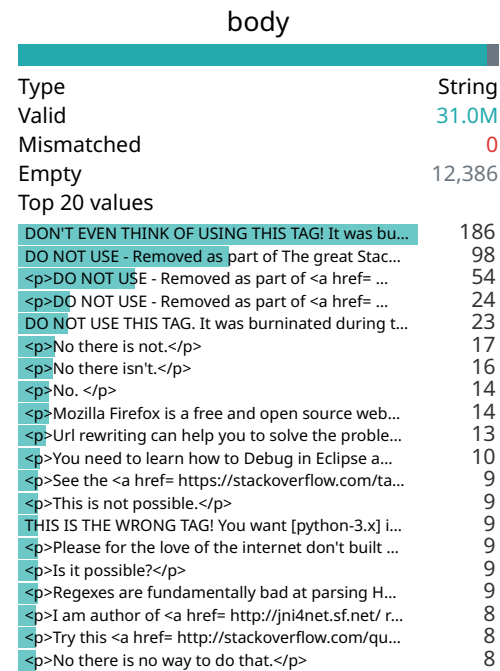 body
Type String
Valid 31.0M
Mismatched 0
Empty 12,386
Top 20 values
DON'T EVEN THINK OF USING THIS TAG! It was bu... 186
DO NOT USE - Removed as part of The great Stac... 98
<p>DO NOT USE - Removed as part of <a href= ... 54
<p>DO NOT USE - Removed as part of <a href= ... 24
DO NOT USE THIS TAG. It was burninated during t... 23
<p>No there is not.</p> 17
<p>No there isn't.</p> 16
<p>No. </p> 14
<p>Mozilla Firefox is a free and open source web... 14
<p>Url rewriting can help you to solve the proble... 13
<p>You need to learn how to Debug in Eclipse a... 10
<p>See the <a href= https://stackoverflow.com/ta... 9
<p>This is not possible.</p> 9
THIS IS THE WRONG TAG! You want [python-3.x] i... 9
<p>Please for the love of the internet don't built ... 9
<p>Is it possible?</p> 9
<p>Regexes are fundamentally bad at parsing H... 9
<p>I am author of <a href= http://jni4net.sf.net/ r... 8
<p>Try this <a href= http://stackoverflow.com/qu... 8
<p>No there is no way to do that.</p> 8